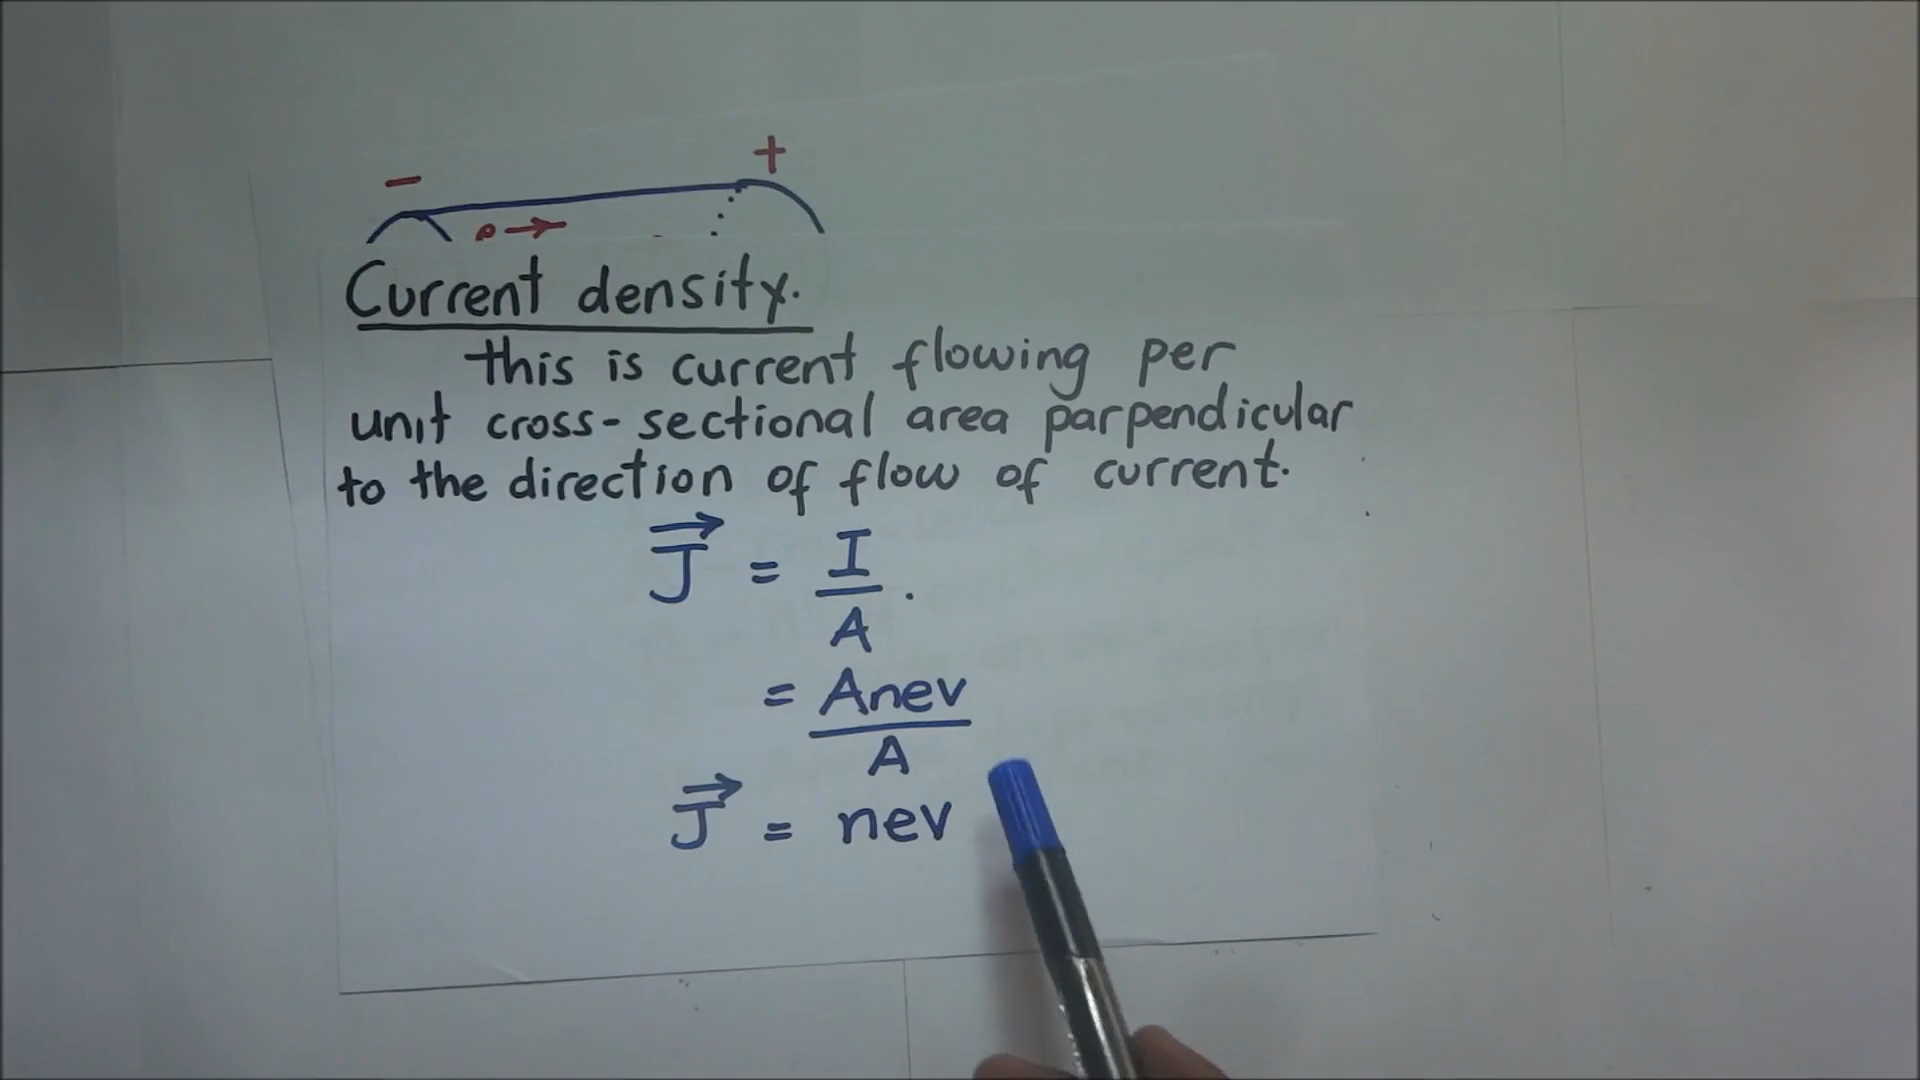 - +
e →
Current density.
this is current flowing per
unit cross-sectional area parpendicular
to the direction of flow of current.
J⃗ = I
A .
= Anev
A
J⃗ = nev